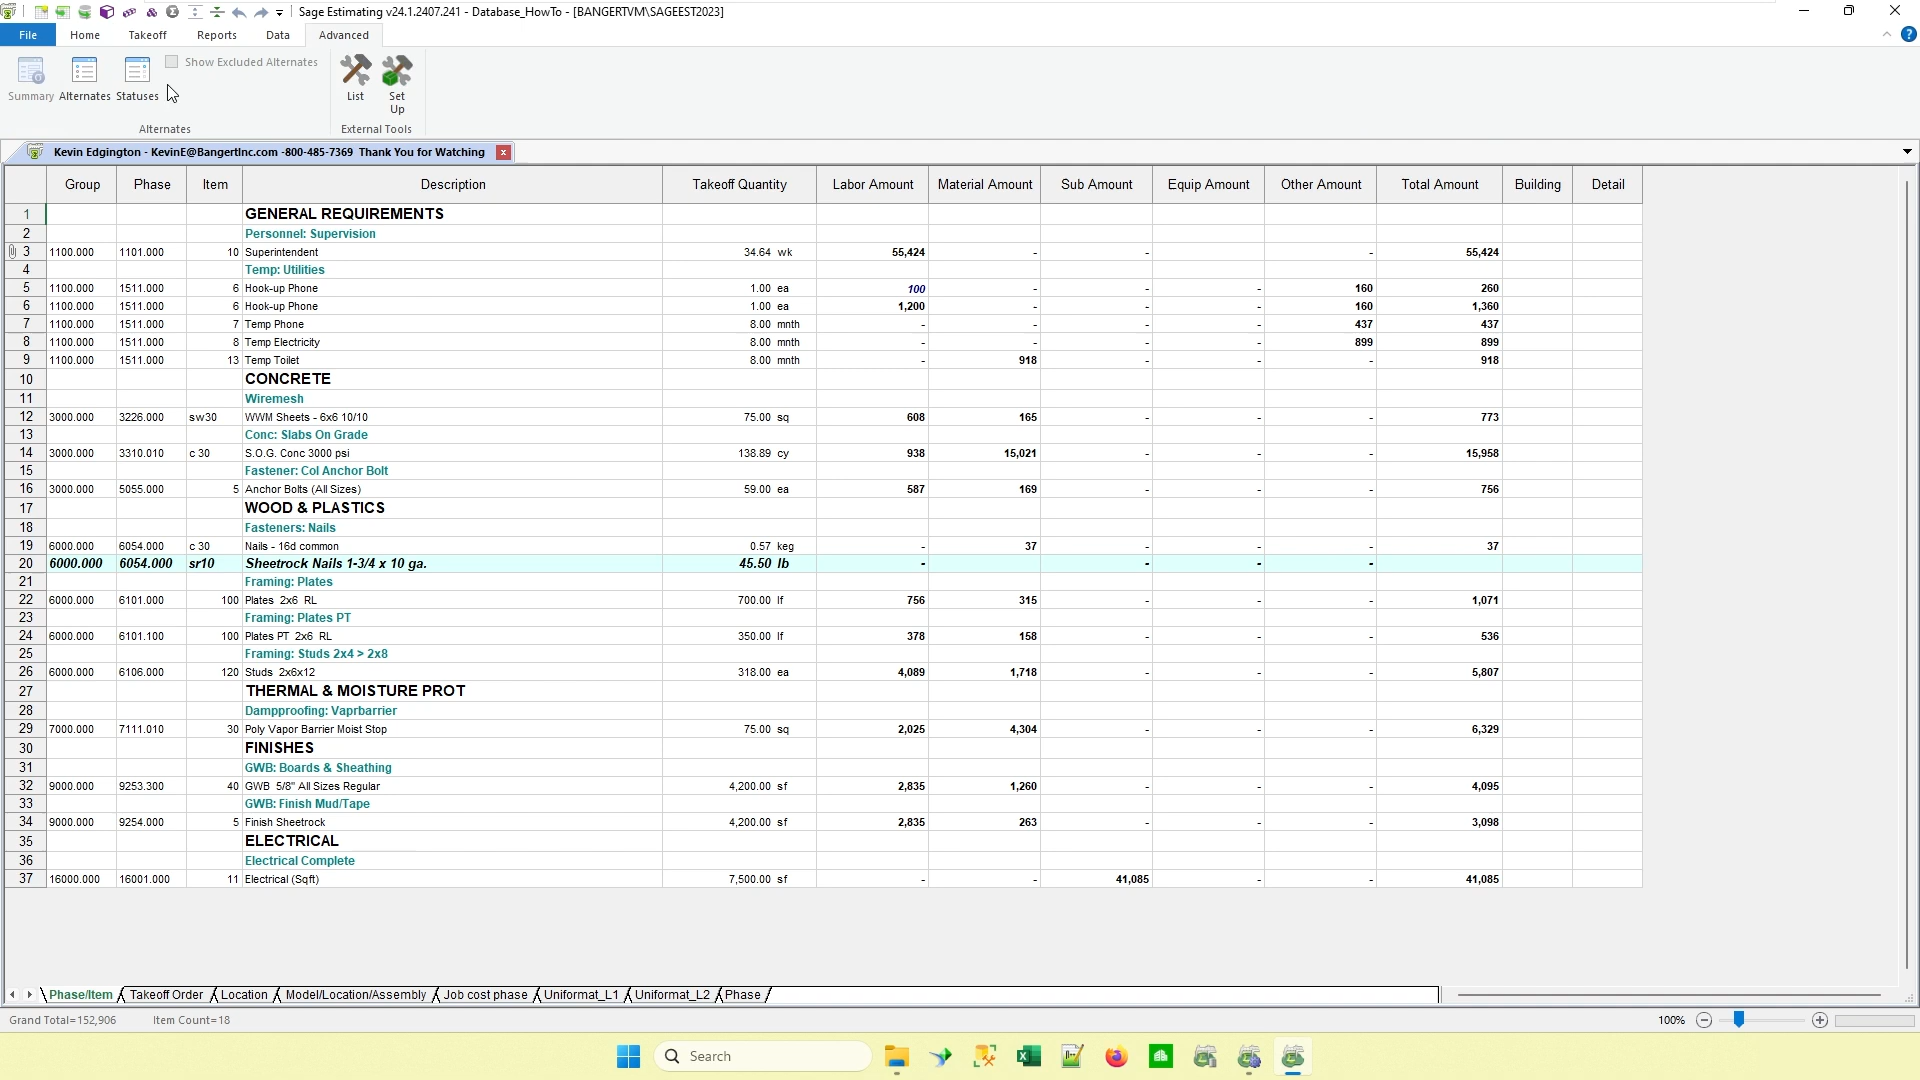 Sage Estimating v24.1.2407.241 - Database_HowTo - [BANGERTVM\SAGEEST2023]
File Home Takeoff Reports Data Advanced
Show Excluded Alternates
Summary Alternates Statuses List Set Up
Alternates External Tools
Kevin Edgington - KevinE@BangertInc.com -800-485-7369 Thank You for Watching
Group Phase Item Description Takeoff Quantity Labor Amount Material Amount Sub Amount Equip Amount Other Amount Total Amount Building Detail
1 GENERAL REQUIREMENTS
2 Personnel: Supervision
3 1100.000 1101.000 10 Superintendent 34.64 wk 55,424 - - - 55,424
4 Temp: Utilities
5 1100.000 1511.000 6 Hook-up Phone 1.00 ea 100 - - - 160 260
6 1100.000 1511.000 6 Hook-up Phone 1.00 ea 1,200 - - - 160 1,360
7 1100.000 1511.000 7 Temp Phone 8.00 mnth - - - - 437 437
8 1100.000 1511.000 8 Temp Electricity 8.00 mnth - - - - 899 899
9 1100.000 1511.000 13 Temp Toilet 8.00 mnth - 918 - - - 918
10 CONCRETE
11 Wiremesh
12 3000.000 3226.000 sw30 WWM Sheets - 6x6 10/10 75.00 sq 608 165 - - - 773
13 Conc: Slabs On Grade
14 3000.000 3310.010 c 30 S.O.G. Conc 3000 psi 138.89 cy 938 15,021 - - - 15,958
15 Fastener: Col Anchor Bolt
16 3000.000 5055.000 5 Anchor Bolts (All Sizes) 59.00 ea 587 169 - - - 756
17 WOOD & PLASTICS
18 Fasteners: Nails
19 6000.000 6054.000 c 30 Nails - 16d common 0.57 keg - 37 - - - 37
20 6000.000 6054.000 sr10 Sheetrock Nails 1-3/4 x 10 ga. 45.50 lb - - - -
21 Framing: Plates
22 6000.000 6101.000 100 Plates 2x6 RL 700.00 lf 756 315 - - - 1,071
23 Framing: Plates PT
24 6000.000 6101.100 100 Plates PT 2x6 RL 350.00 lf 378 158 - - - 536
25 Framing: Studs 2x4 > 2x8
26 6000.000 6106.000 120 Studs 2x6x12 318.00 ea 4,089 1,718 - - - 5,807
27 THERMAL & MOISTURE PROT
28 Dampproofing: Vaprbarrier
29 7000.000 7111.010 30 Poly Vapor Barrier Moist Stop 75.00 sq 2,025 4,304 - - - 6,329
30 FINISHES
31 GWB: Boards & Sheathing
32 9000.000 9253.300 40 GWB 5/8" All Sizes Regular 4,200.00 sf 2,835 1,260 - - - 4,095
33 GWB: Finish Mud/Tape
34 9000.000 9254.000 5 Finish Sheetrock 4,200.00 sf 2,835 263 - - - 3,098
35 ELECTRICAL
36 Electrical Complete
37 16000.000 16001.000 11 Electrical (Sqft) 7,500.00 sf - - 41,085 - - 41,085
Phase/Item Takeoff Order Location Model/Location/Assembly Job cost phase Uniformat_L1 Uniformat_L2 Phase
Grand Total=152,906 Item Count=18 100%
Search